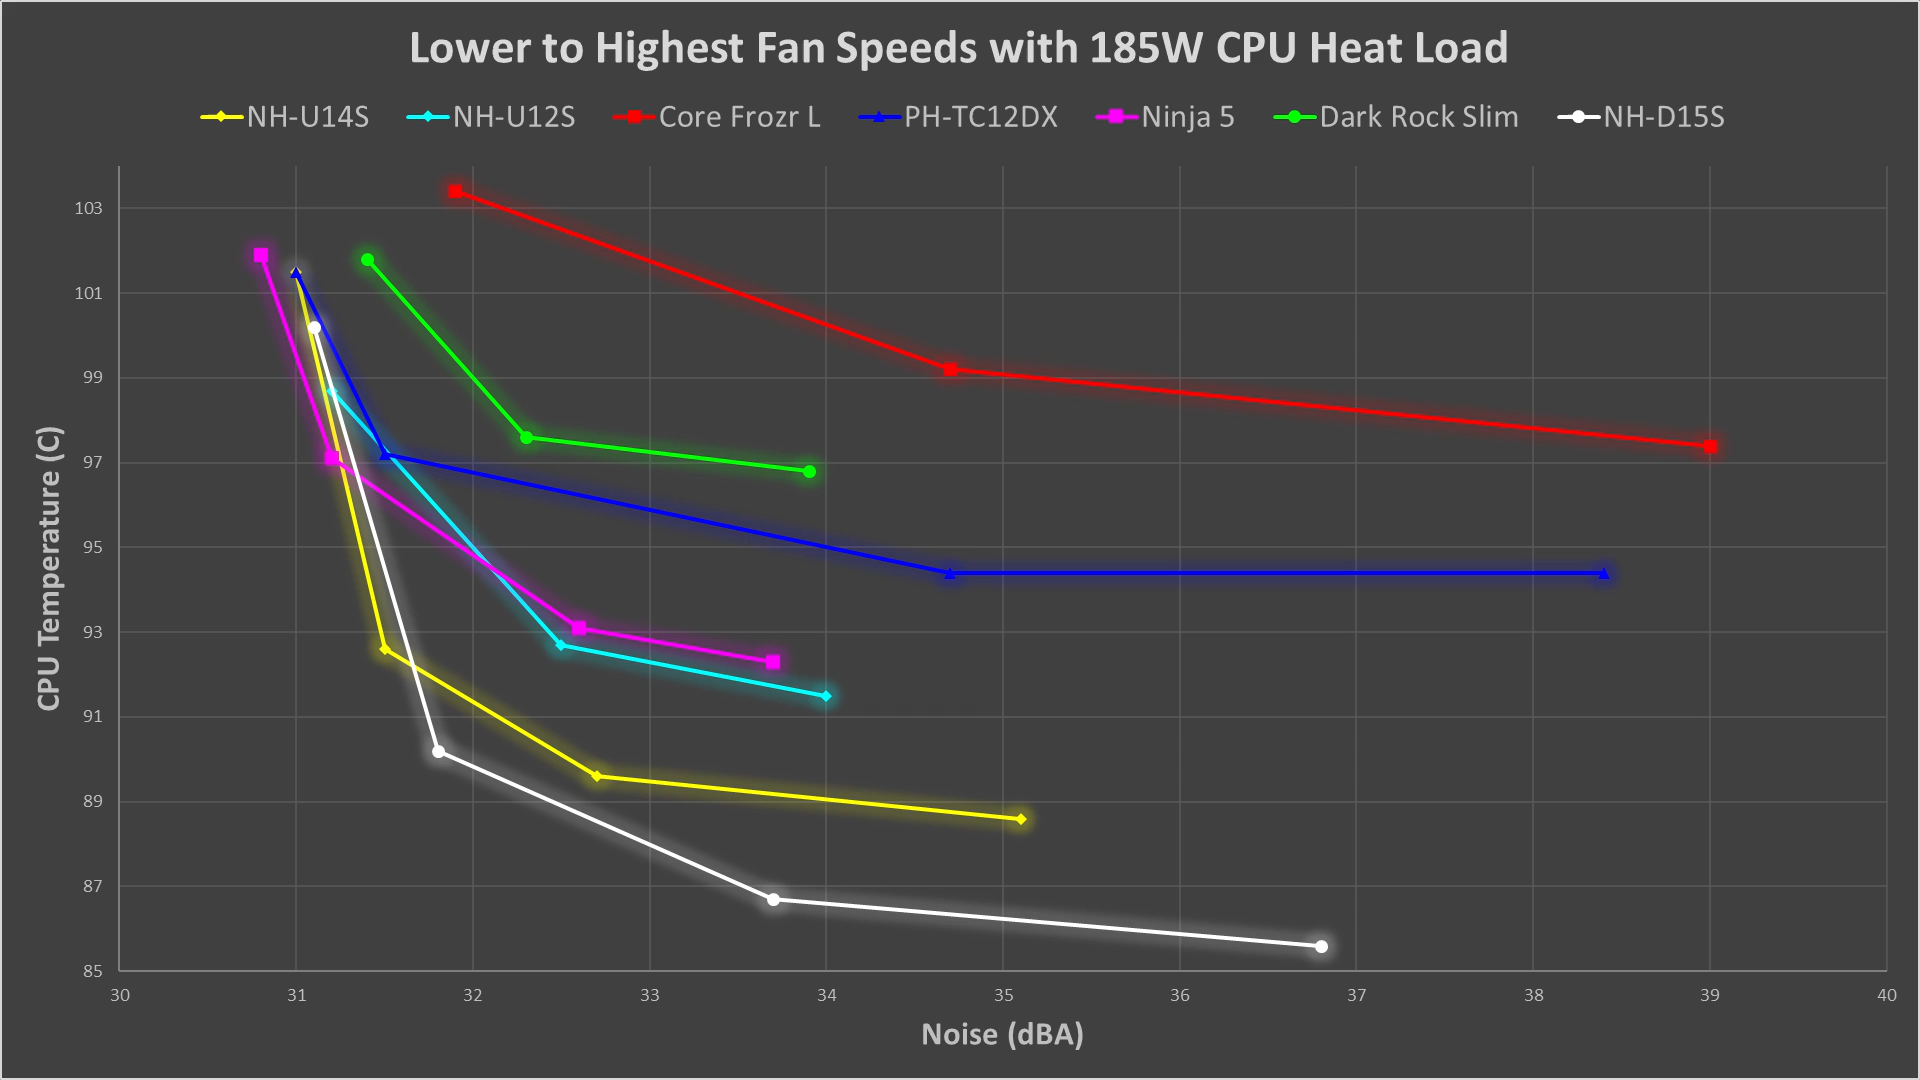 Lower to Highest Fan Speeds with 185W CPU Heat Load
NH-U14S NH-U12S Core Frozr L PH-TC12DX Ninja 5 Dark Rock Slim NH-D15S
CPU Temperature (C)
103
101
99
97
95
93
91
89
87
85
30 31 32 33 34 35 36 37 38 39 40
Noise (dBA)